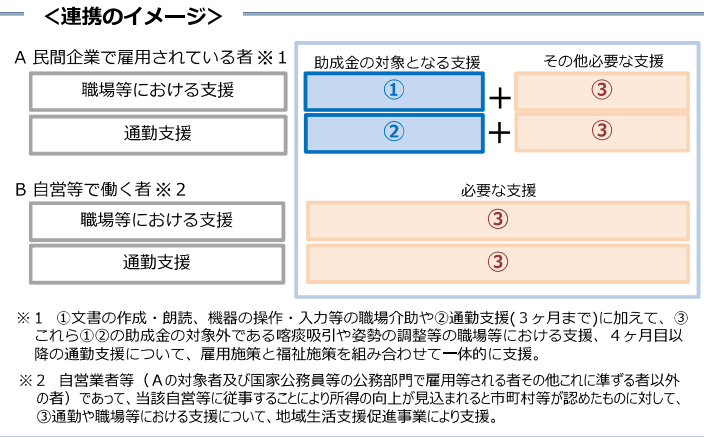 ＜連携のイメージ＞
A 民間企業で雇用されている者 ※１
助成金の対象となる支援
その他必要な支援
職場等における支援
①
＋
③
通勤支援
②
＋
③
B 自営等で働く者 ※２
必要な支援
職場等における支援
③
通勤支援
③
※１ ①文書の作成・朗読、機器の操作・入力等の職場介助や②通勤支援(３ヶ月まで)に加えて、③
これら①②の助成金の対象外である喀痰吸引や姿勢の調整等の職場等における支援、４ヶ月目以
降の通勤支援について、雇用施策と福祉施策を組み合わせて一体的に支援。
※２ 自営業者等（Ａの対象者及び国家公務員等の公務部門で雇用等される者その他これに準ずる者以外
の者）であって、当該自営等に従事することにより所得の向上が見込まれると市町村等が認めたものに対して、
③通勤や職場等における支援について、地域生活支援促進事業により支援。